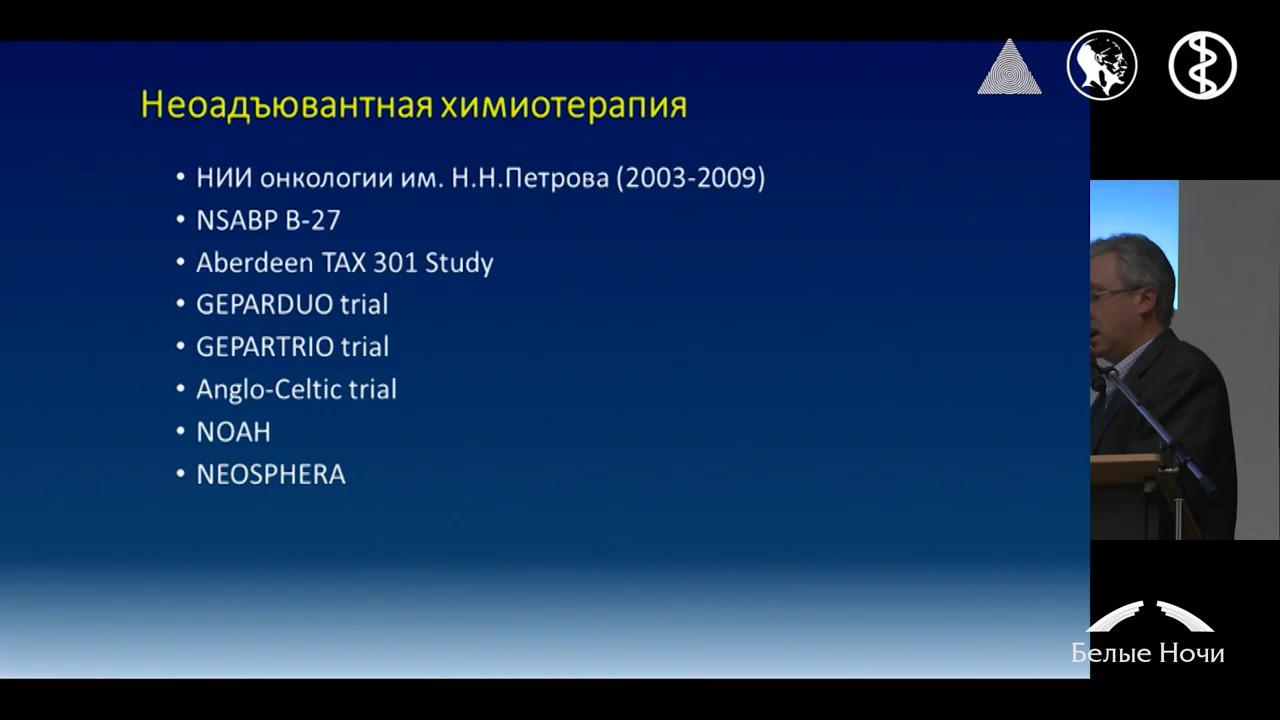 Неоадъювантная химиотерапия
• НИИ онкологии им. Н.Н.Петрова (2003-2009)
• NSABP B-27
• Aberdeen TAX 301 Study
• GEPARDUO trial
• GEPARTRIO trial
• Anglo-Celtic trial
• NOAH
• NEOSPHERA
Белые Ночи